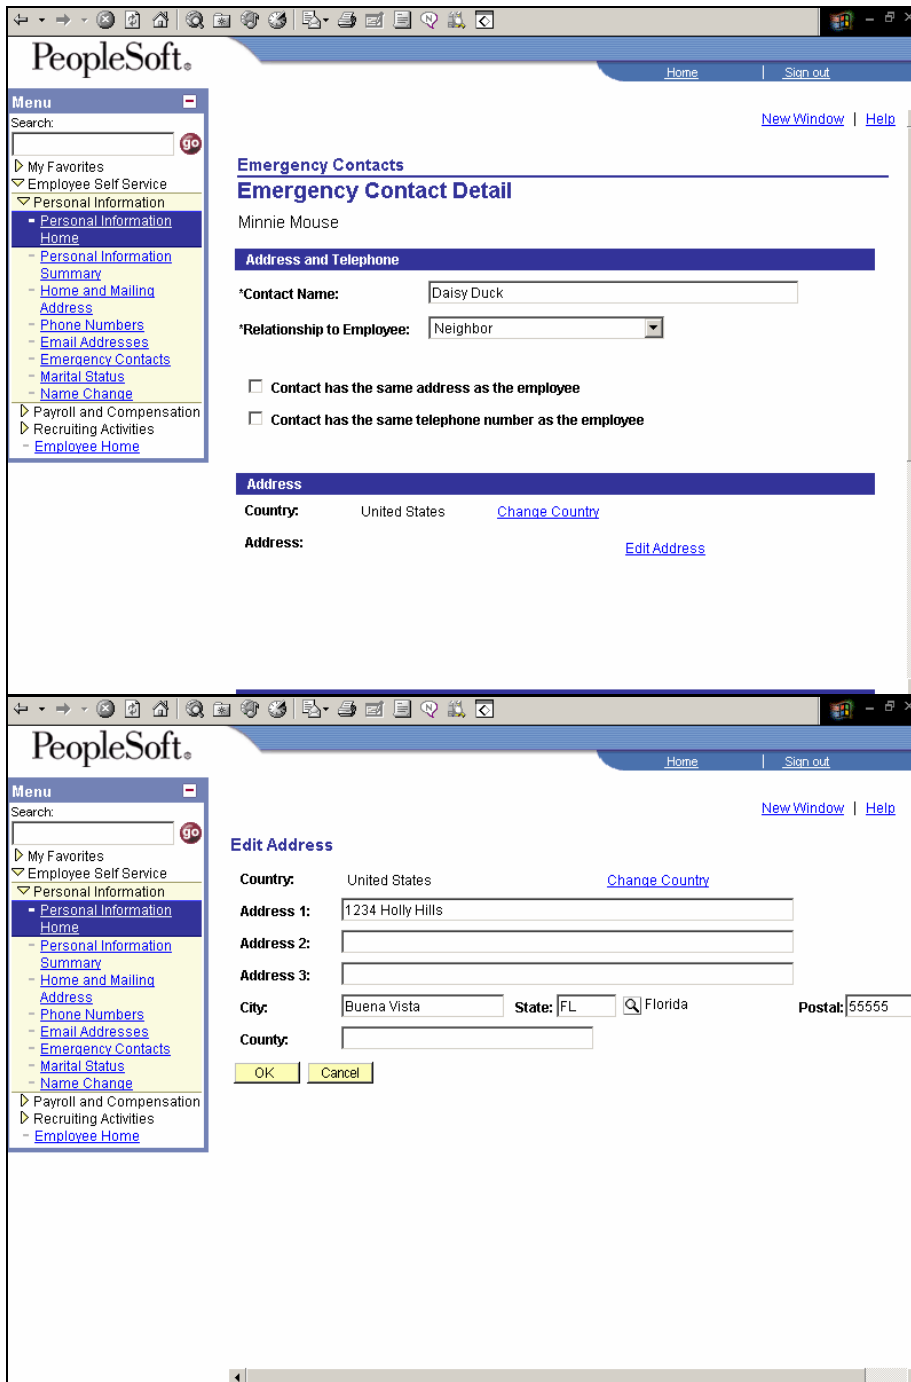 PeopleSoft®
Home | Sign out
Menu
Search:
go
New Window | Help
My Favorites
Employee Self Service
Personal Information
Personal Information
Home
Personal Information
Summary
Home and Mailing
Address
Phone Numbers
Email Addresses
Emergency Contacts
Marital Status
Name Change
Payroll and Compensation
Recruiting Activities
Employee Home
Emergency Contacts
Emergency Contact Detail
Minnie Mouse
Address and Telephone
*Contact Name: Daisy Duck
*Relationship to Employee: Neighbor
Contact has the same address as the employee
Contact has the same telephone number as the employee
Address
Country: United States Change Country
Address: Edit Address
PeopleSoft®
Home | Sign out
Menu
Search:
go
New Window | Help
My Favorites
Employee Self Service
Personal Information
Personal Information
Home
Personal Information
Summary
Home and Mailing
Address
Phone Numbers
Email Addresses
Emergency Contacts
Marital Status
Name Change
Payroll and Compensation
Recruiting Activities
Employee Home
Edit Address
Country: United States Change Country
Address 1: 1234 Holly Hills
Address 2:
Address 3:
City: Buena Vista State: FL Florida Postal: 55555
County:
OK Cancel